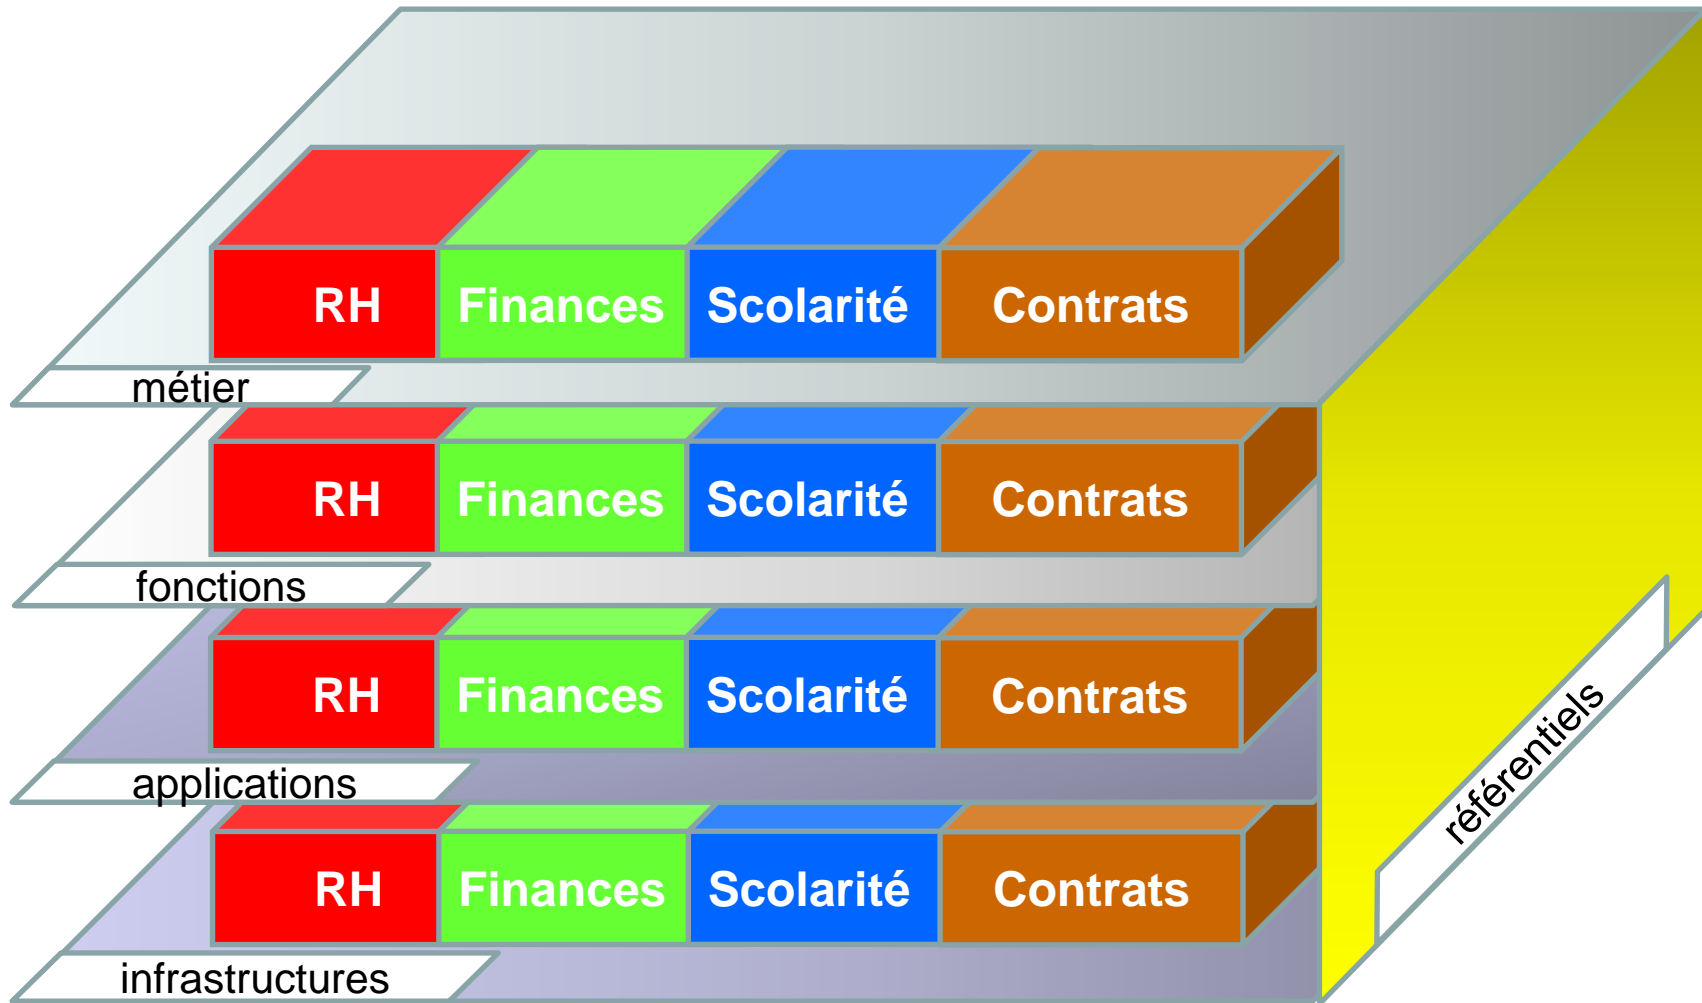 RH Finances Scolarité Contrats
métier
RH Finances Scolarité Contrats
fonctions
RH Finances Scolarité Contrats
applications
RH Finances Scolarité Contrats
infrastructures
référentiels